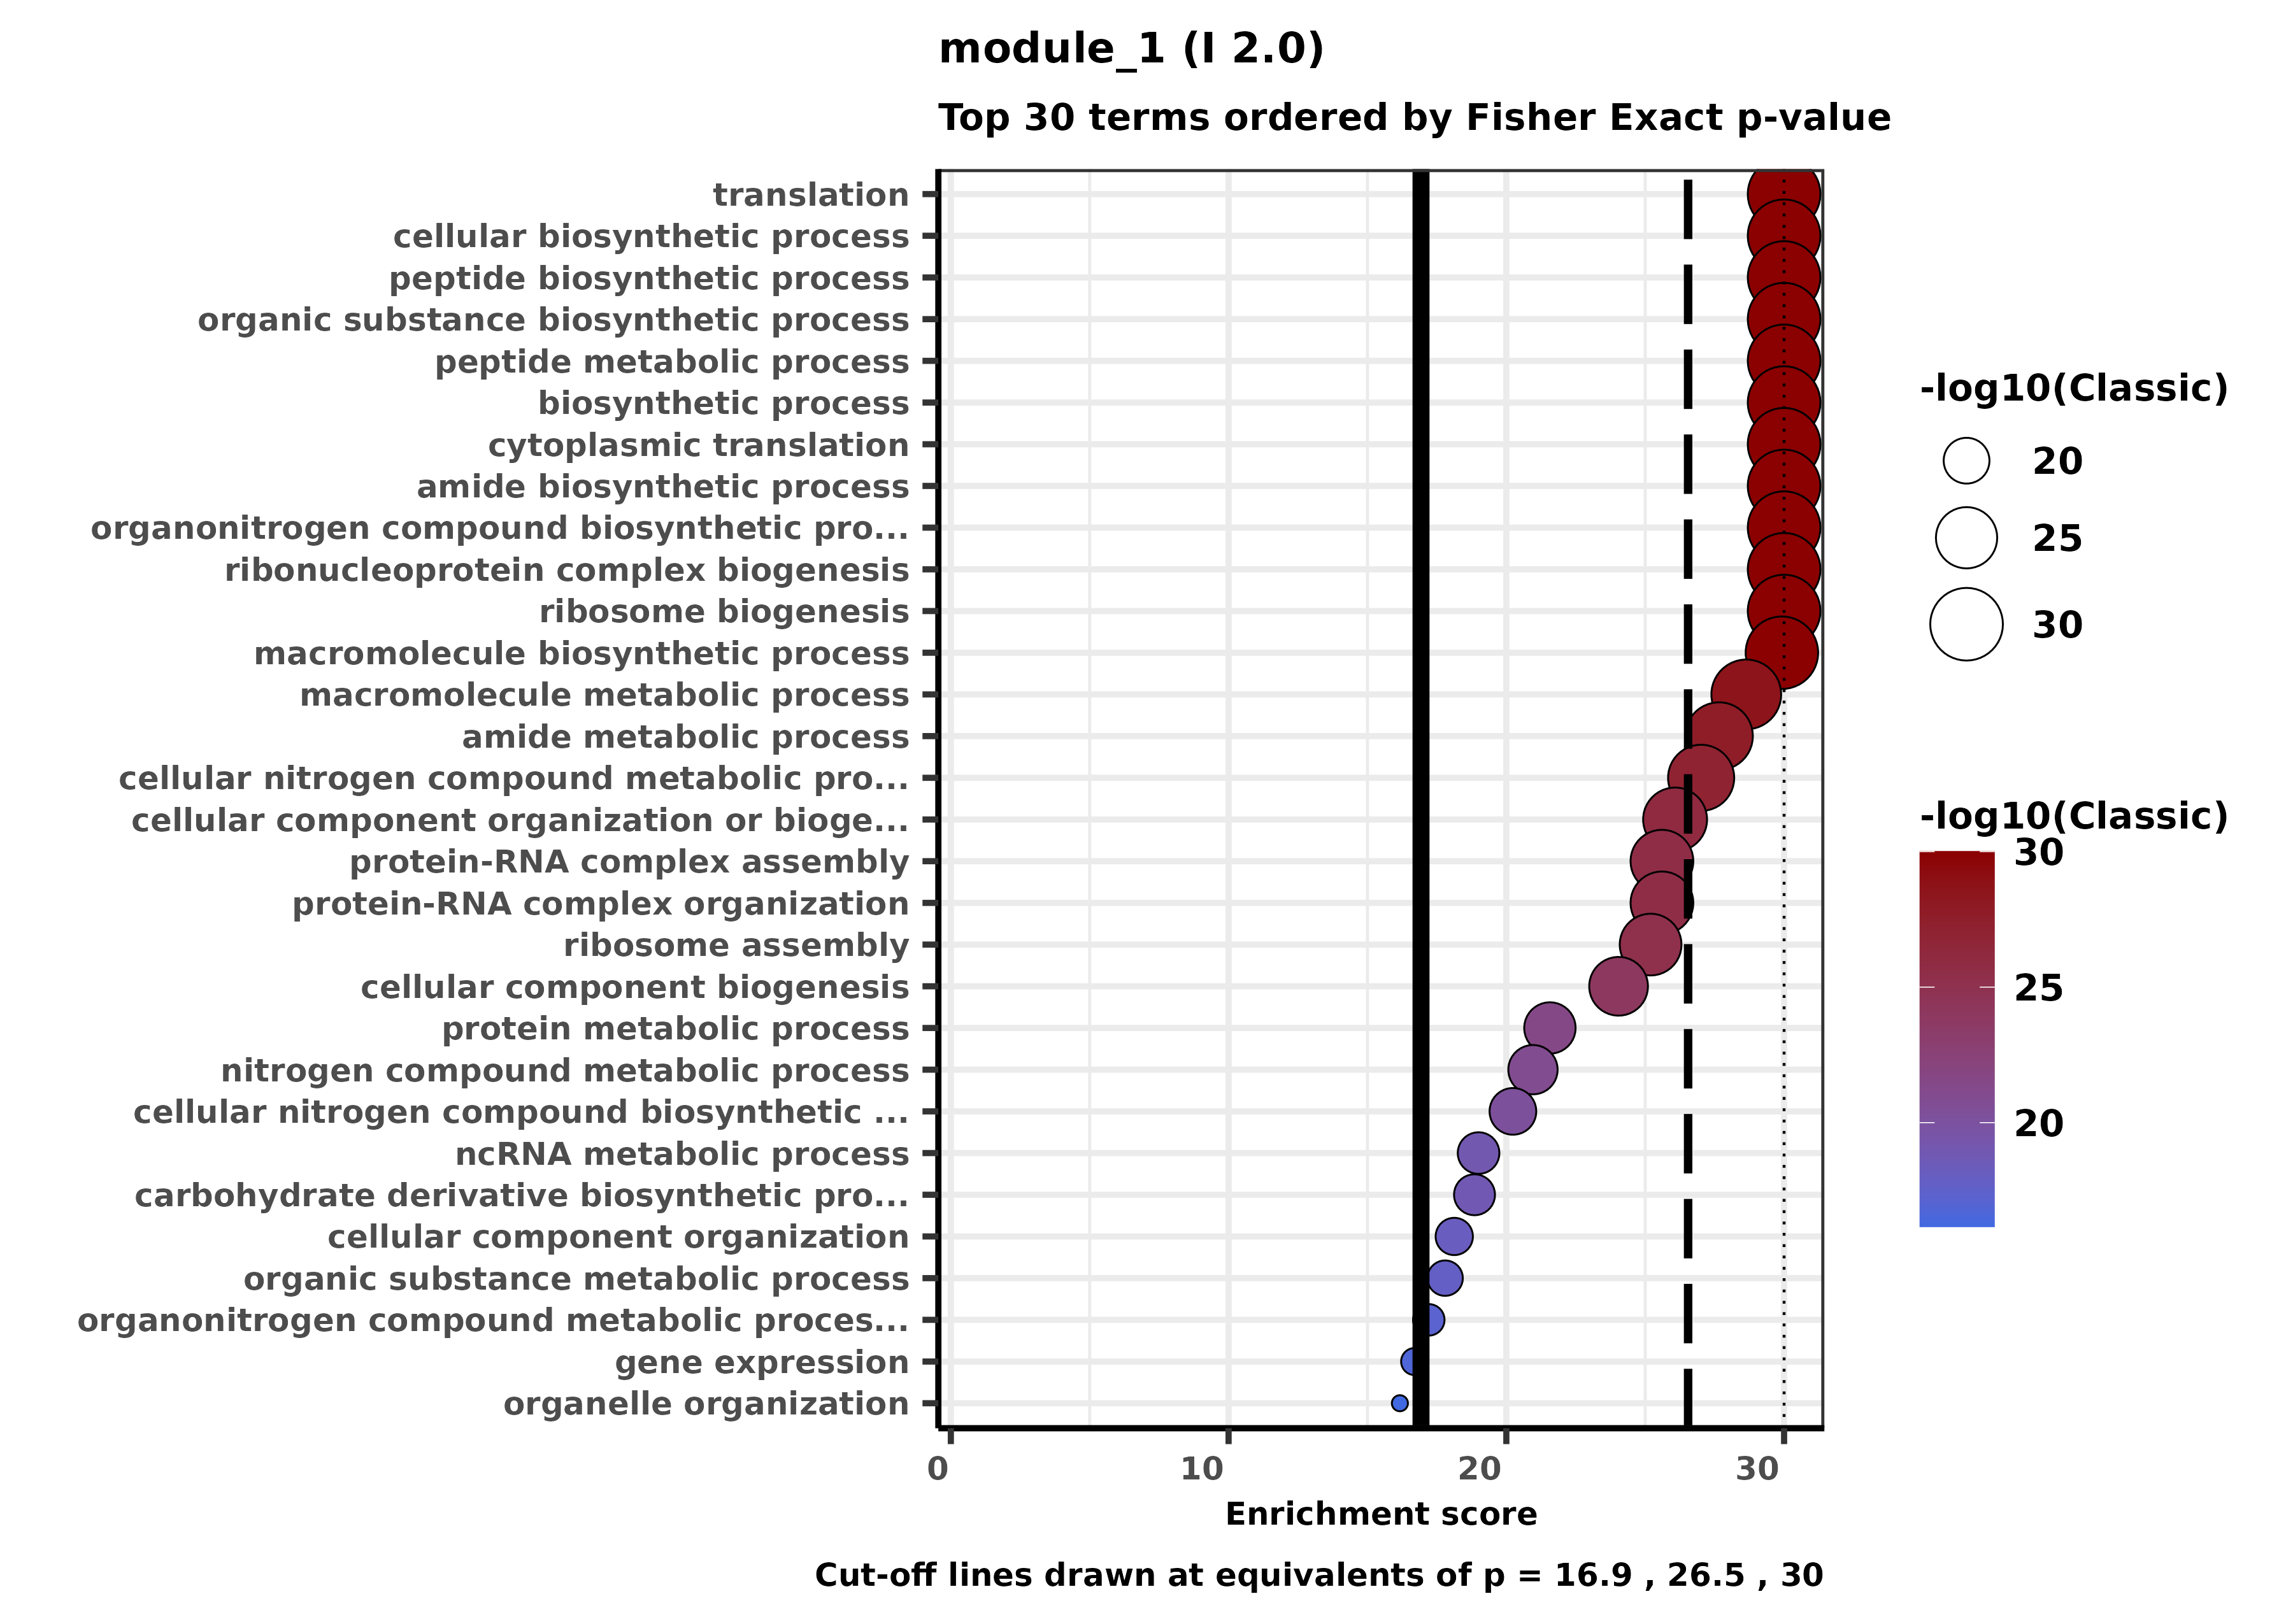 module_1 (I 2.0)
Top 30 terms ordered by Fisher Exact p-value
translation
cellular biosynthetic process
peptide biosynthetic process
organic substance biosynthetic process
peptide metabolic process
biosynthetic process
cytoplasmic translation
amide biosynthetic process
organonitrogen compound biosynthetic pro...
ribonucleoprotein complex biogenesis
ribosome biogenesis
macromolecule biosynthetic process
macromolecule metabolic process
amide metabolic process
cellular nitrogen compound metabolic pro...
cellular component organization or bioge...
protein-RNA complex assembly
protein-RNA complex organization
ribosome assembly
cellular component biogenesis
protein metabolic process
nitrogen compound metabolic process
cellular nitrogen compound biosynthetic ...
ncRNA metabolic process
carbohydrate derivative biosynthetic pro...
cellular component organization
organic substance metabolic process
organonitrogen compound metabolic proces...
gene expression
organelle organization
0 10 20 30
Enrichment score
Cut-off lines drawn at equivalents of p = 16.9 , 26.5 , 30
-log10(Classic)
20
25
30
-log10(Classic)
30
25
20